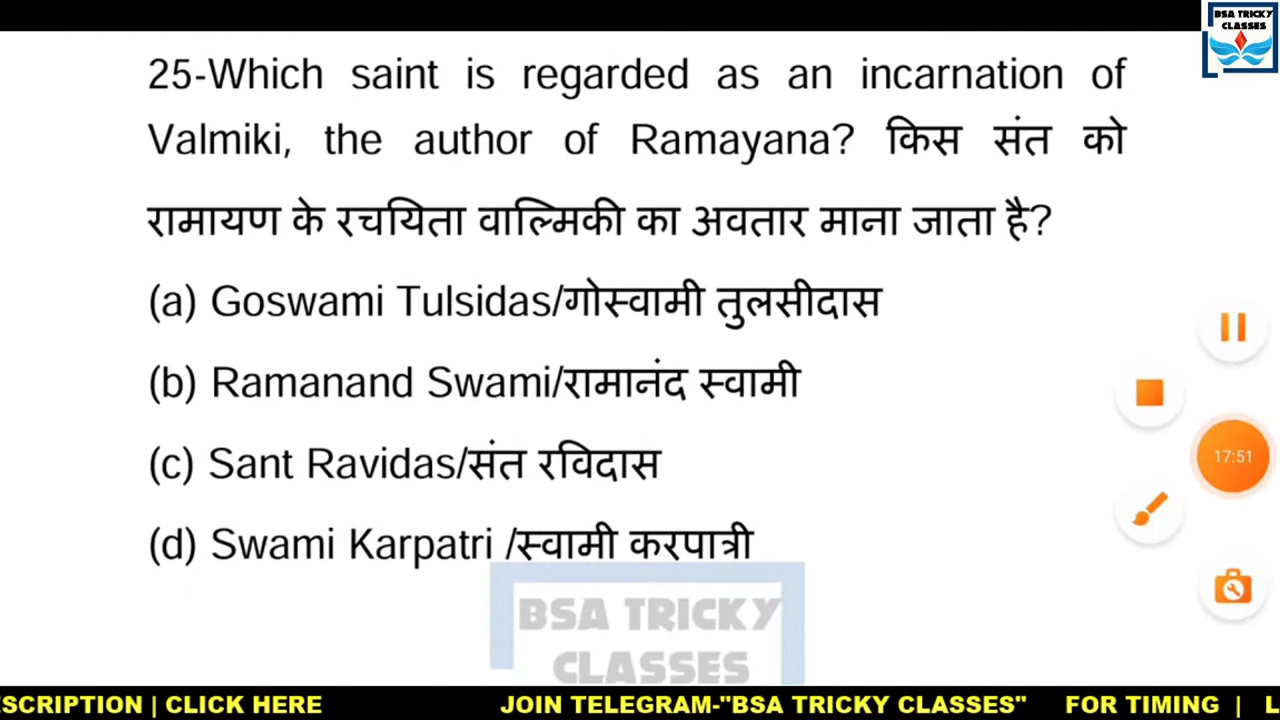 BSA TRICKY
CLASSES
25-Which saint is regarded as an incarnation of
Valmiki, the author of Ramayana? किस संत को
रामायण के रचयिता वाल्मिकी का अवतार माना जाता है?
(a) Goswami Tulsidas/गोस्वामी तुलसीदास
(b) Ramanand Swami/रामानंद स्वामी
(c) Sant Ravidas/संत रविदास
(d) Swami Karpatri /स्वामी करपात्री
17:51
BSA TRICKY
CLASSES
ESCRIPTION | CLICK HERE JOIN TELEGRAM-"BSA TRICKY CLASSES" FOR TIMING | L